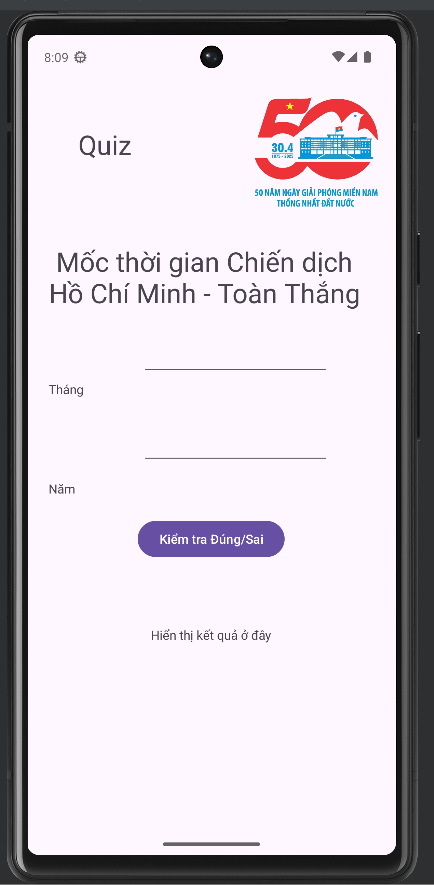 8:09
Quiz
30.4
1975 - 2025
50 NĂM NGÀY GIẢI PHÓNG MIỀN NAM
THỐNG NHẤT ĐẤT NƯỚC
Mốc thời gian Chiến dịch
Hồ Chí Minh - Toàn Thắng
Tháng
Năm
Kiểm tra Đúng/Sai
Hiển thị kết quả ở đây